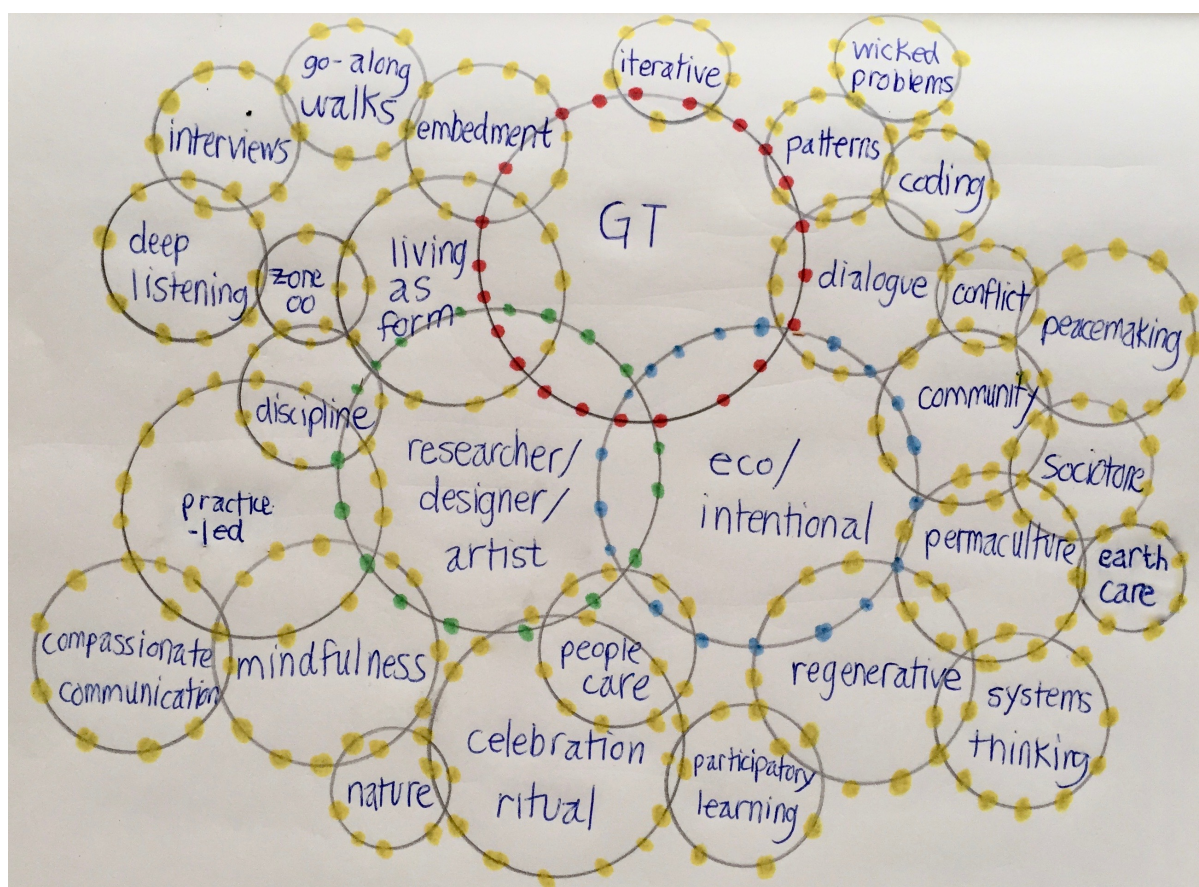 go-along
walks
iterative
wicked
problems
interviews
embedment
patterns
coding
GT
deep
listening
zone
00
living
as
form
dialogue
conflict
peacemaking
discipline
community
researcher/
designer/
artist
eco/
intentional
Sociotone
practice
-led
permaculture
earth
care
compassionate
communication
mindfulness
people
care
regenerative
systems
thinking
celebration
ritual
nature
participatory
learning